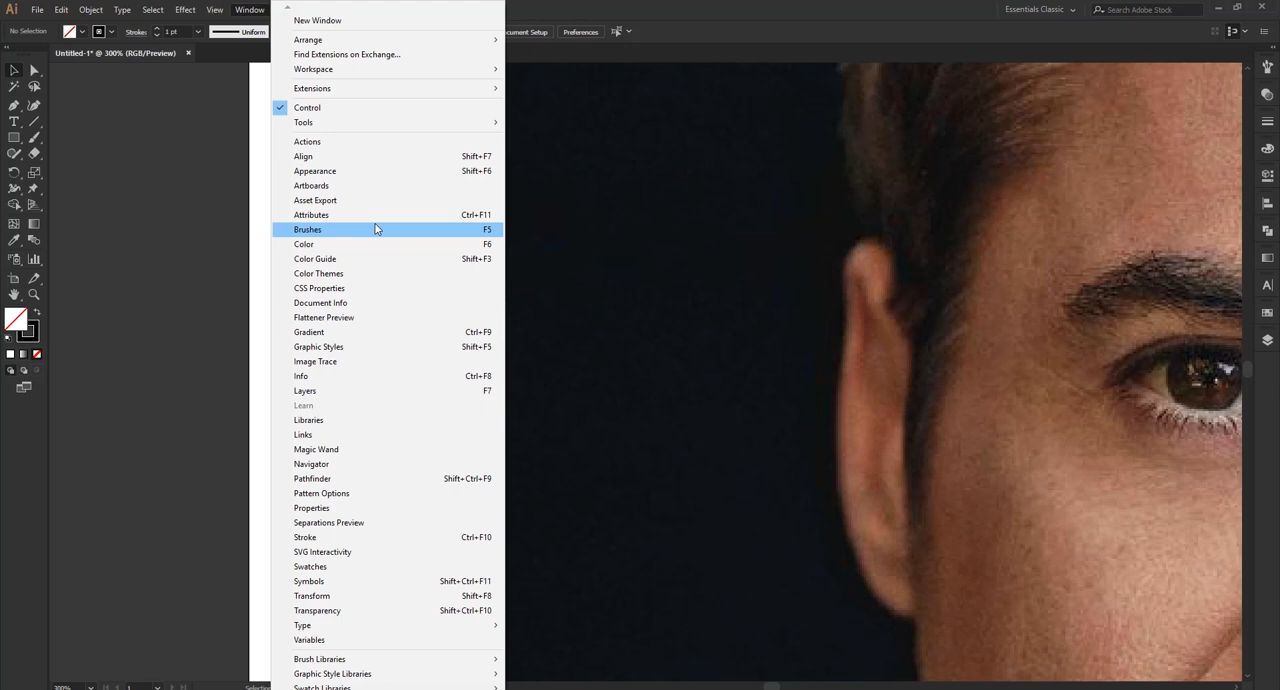 Ai File Edit Object Type Select Effect View Window Essentials Classic Search Adobe Stock
No Selection Stroke: 1 pt Uniform Document Setup Preferences
Untitled-1* @ 300% (RGB/Preview)
New Window
Arrange
Find Extensions on Exchange...
Workspace
Extensions
Control
Tools
Actions
Align Shift+F7
Appearance Shift+F6
Artboards
Asset Export
Attributes Ctrl+F11
Brushes F5
Color F6
Color Guide Shift+F3
Color Themes
CSS Properties
Document Info
Flattener Preview
Gradient Ctrl+F9
Graphic Styles Shift+F5
Image Trace
Info Ctrl+F8
Layers F7
Learn
Libraries
Links
Magic Wand
Navigator
Pathfinder Shift+Ctrl+F9
Pattern Options
Properties
Separations Preview
Stroke Ctrl+F10
SVG Interactivity
Swatches
Symbols Shift+Ctrl+F11
Transform Shift+F8
Transparency Shift+Ctrl+F10
Type
Variables
Brush Libraries
Graphic Style Libraries
Swatch Libraries
300% 1